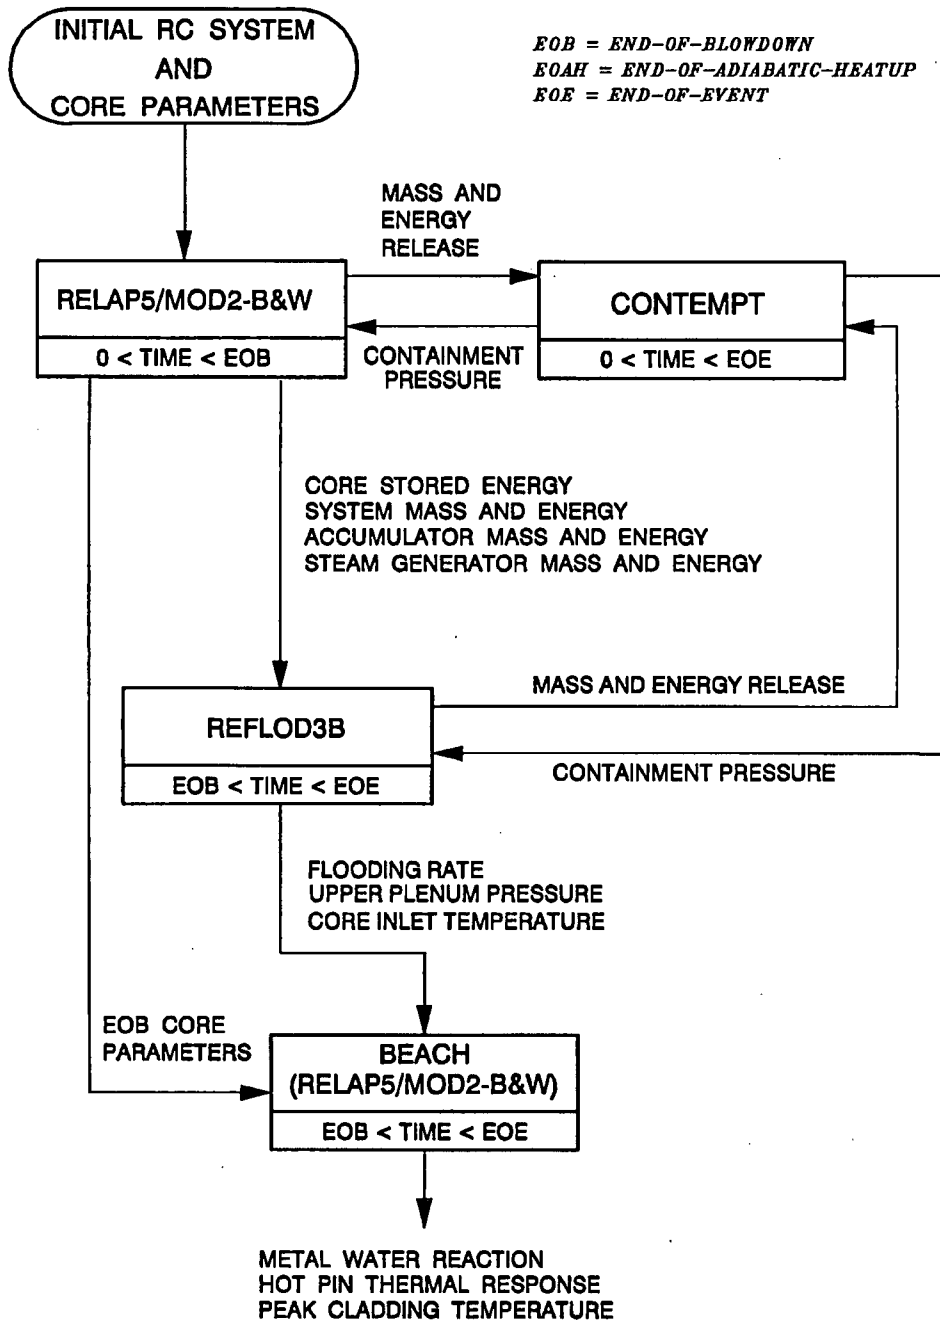 INITIAL RC SYSTEM
AND
CORE PARAMETERS
EOB = END-OF-BLOWDOWN
EOAH = END-OF-ADIABATIC-HEATUP
EOE = END-OF-EVENT
MASS AND
ENERGY
RELEASE
RELAP5/MOD2-B&W
0 < TIME < EOB
CONTEMPT
0 < TIME < EOE
CONTAINMENT
PRESSURE
CORE STORED ENERGY
SYSTEM MASS AND ENERGY
ACCUMULATOR MASS AND ENERGY
STEAM GENERATOR MASS AND ENERGY
MASS AND ENERGY RELEASE
REFLOD3B
EOB < TIME < EOE
CONTAINMENT PRESSURE
FLOODING RATE
UPPER PLENUM PRESSURE
CORE INLET TEMPERATURE
EOB CORE
PARAMETERS
BEACH
(RELAP5/MOD2-B&W)
EOB < TIME < EOE
METAL WATER REACTION
HOT PIN THERMAL RESPONSE
PEAK CLADDING TEMPERATURE